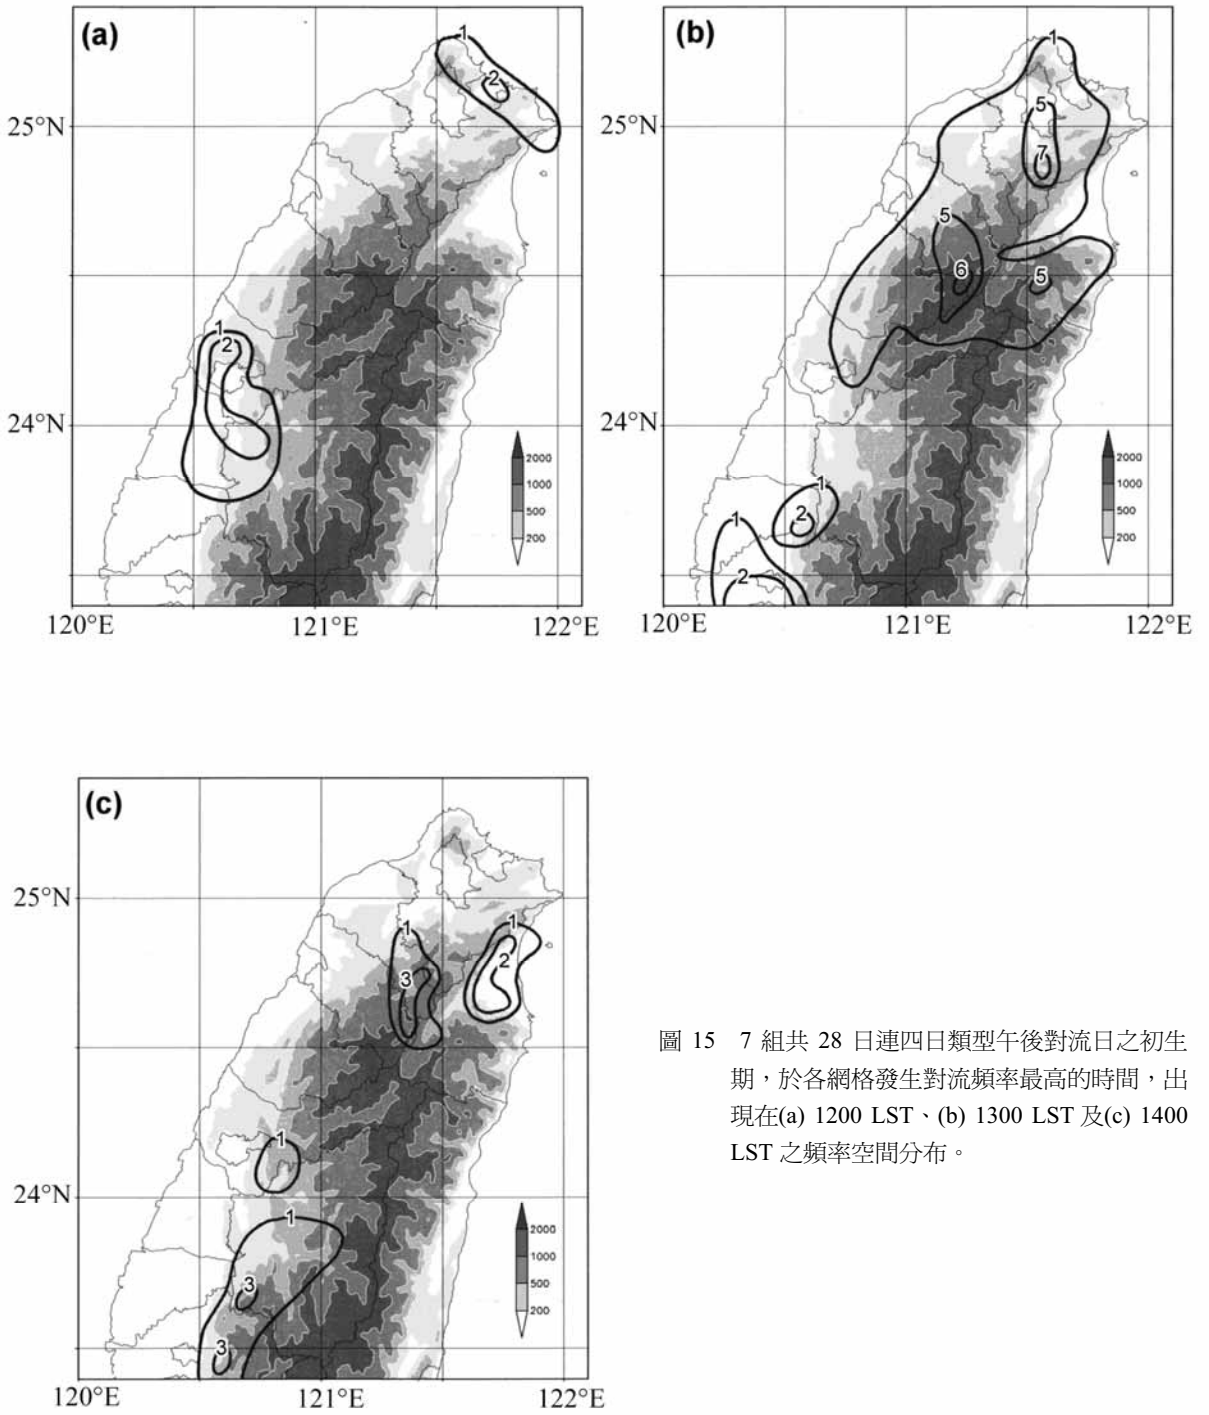 (a)
1
2
25°N
1
2
24°N
2000
1000
500
200
120°E
121°E
122°E
(b)
1
5
25°N
7
5
6
5
24°N
2000
1000
500
200
1
2
1
2
120°E
121°E
122°E
(c)
25°N
1
1
2
3
1
24°N
1
2000
1000
500
200
3
3
120°E
121°E
122°E
圖 15 7 組共 28 日連四日類型午後對流日之初生
期，於各網格發生對流頻率最高的時間，出
現在(a) 1200 LST、(b) 1300 LST 及(c) 1400
LST 之頻率空間分布。